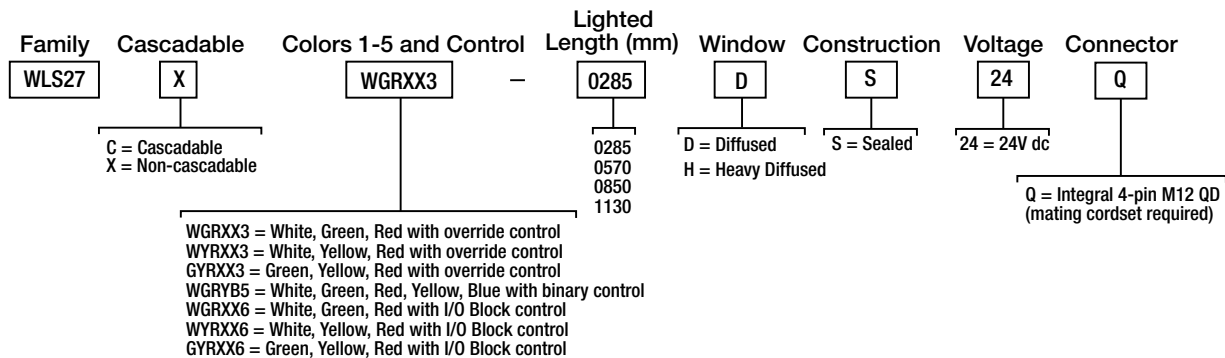 Family Cascadable Colors 1-5 and Control Lighted Length (mm) Window Construction Voltage Connector
WLS27 X WGRXX3 – 0285 D S 24 Q
C = Cascadable
X = Non-cascadable
WGRXX3 = White, Green, Red with override control
WYRXX3 = White, Yellow, Red with override control
GYRXX3 = Green, Yellow, Red with override control
WGRYB5 = White, Green, Red, Yellow, Blue with binary control
WGRXX6 = White, Green, Red with I/O Block control
WYRXX6 = White, Yellow, Red with I/O Block control
GYRXX6 = Green, Yellow, Red with I/O Block control
0285
0570
0850
1130
D = Diffused
H = Heavy Diffused
S = Sealed
24 = 24V dc
Q = Integral 4-pin M12 QD
(mating cordset required)